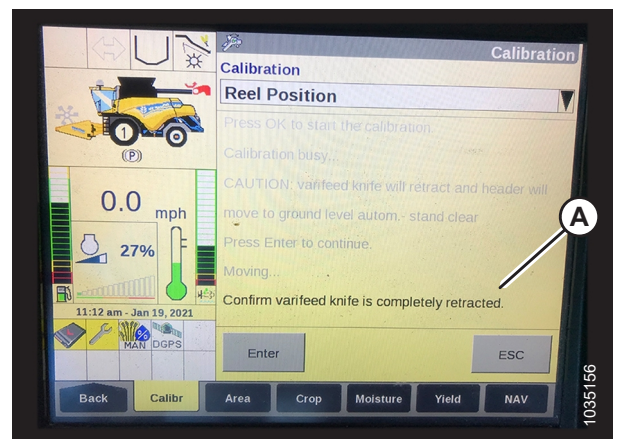 Calibration
Calibration
Reel Position
Press OK to start the calibration
Calibration busy...
CAUTION: varifeed knife will retract and header will
move to ground level autom.- stand clear
Press Enter to continue.
Moving...
Confirm varifeed knife is completely retracted.
A
1
(P)
0.0 mph
27%
11:12 am - Jan 19, 2021
MAN DGPS
Enter
ESC
Back Calibr Area Crop Moisture Yield NAV
1035156